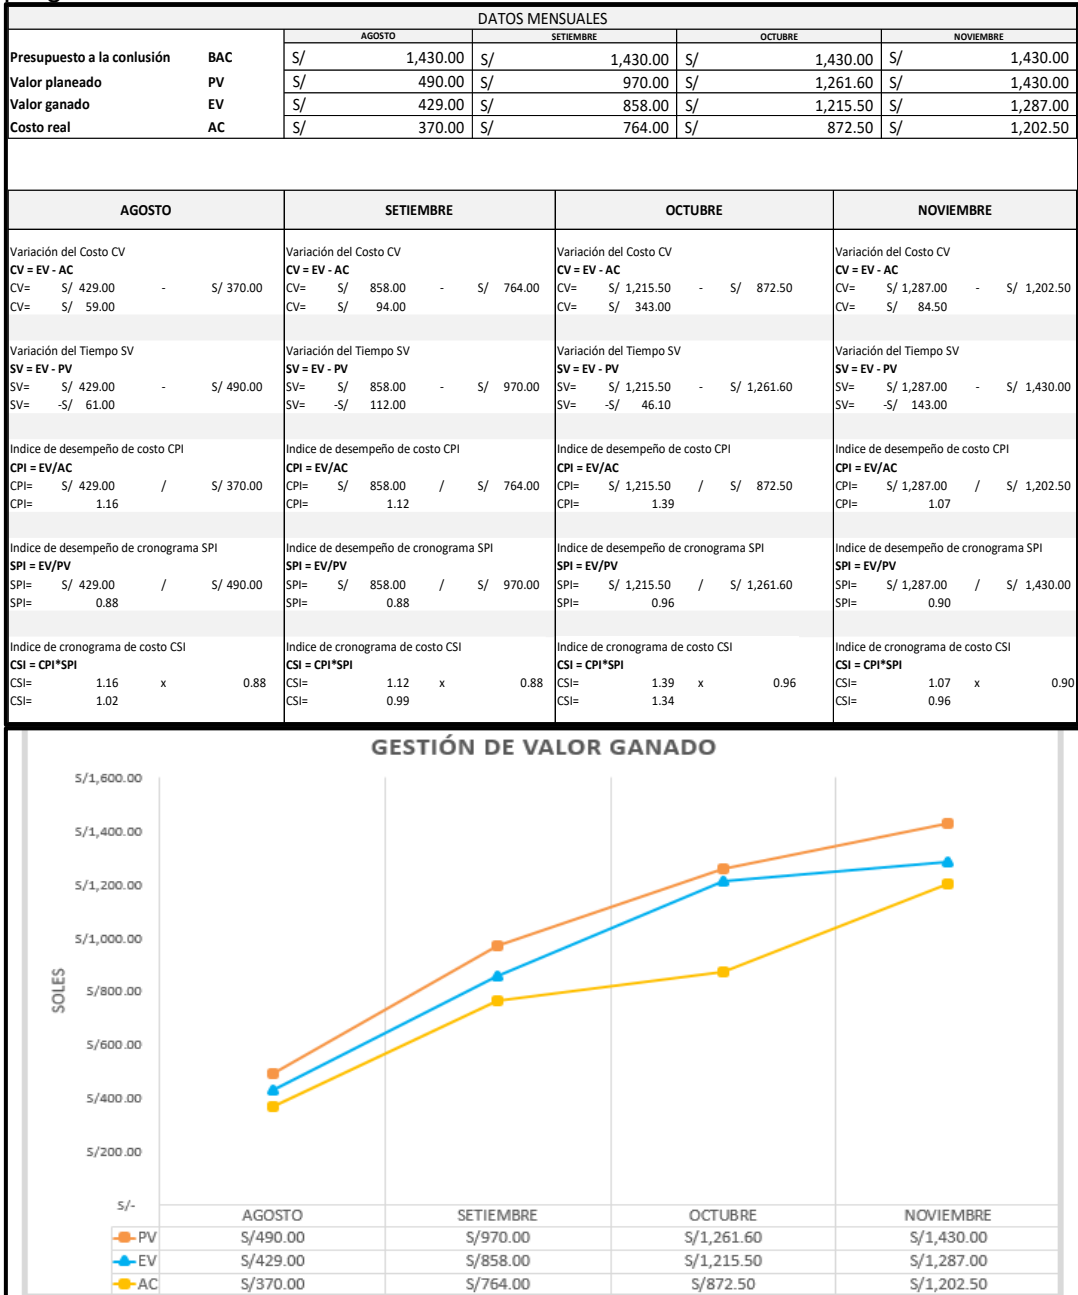 DATOS MENSUALES
AGOSTO SETIEMBRE OCTUBRE NOVIEMBRE
Presupuesto a la conlusión BAC S/ 1,430.00 S/ 1,430.00 S/ 1,430.00 S/ 1,430.00
Valor planeado PV S/ 490.00 S/ 970.00 S/ 1,261.60 S/ 1,430.00
Valor ganado EV S/ 429.00 S/ 858.00 S/ 1,215.50 S/ 1,287.00
Costo real AC S/ 370.00 S/ 764.00 S/ 872.50 S/ 1,202.50
AGOSTO SETIEMBRE OCTUBRE NOVIEMBRE
Variación del Costo CV Variación del Costo CV Variación del Costo CV Variación del Costo CV
CV = EV - AC CV = EV - AC CV = EV - AC CV = EV - AC
CV= S/ 429.00 - S/ 370.00 CV= S/ 858.00 - S/ 764.00 CV= S/ 1,215.50 - S/ 872.50 CV= S/ 1,287.00 - S/ 1,202.50
CV= S/ 59.00 CV= S/ 94.00 CV= S/ 343.00 CV= S/ 84.50
Variación del Tiempo SV Variación del Tiempo SV Variación del Tiempo SV Variación del Tiempo SV
SV = EV - PV SV = EV - PV SV = EV - PV SV = EV - PV
SV= S/ 429.00 - S/ 490.00 SV= S/ 858.00 - S/ 970.00 SV= S/ 1,215.50 - S/ 1,261.60 SV= S/ 1,287.00 - S/ 1,430.00
SV= -S/ 61.00 SV= -S/ 112.00 SV= -S/ 46.10 SV= -S/ 143.00
Indice de desempeño de costo CPI Indice de desempeño de costo CPI Indice de desempeño de costo CPI Indice de desempeño de costo CPI
CPI = EV/AC CPI = EV/AC CPI = EV/AC CPI = EV/AC
CPI= S/ 429.00 / S/ 370.00 CPI= S/ 858.00 / S/ 764.00 CPI= S/ 1,215.50 / S/ 872.50 CPI= S/ 1,287.00 / S/ 1,202.50
CPI= 1.16 CPI= 1.12 CPI= 1.39 CPI= 1.07
Indice de desempeño de cronograma SPI Indice de desempeño de cronograma SPI Indice de desempeño de cronograma SPI Indice de desempeño de cronograma SPI
SPI = EV/PV SPI = EV/PV SPI = EV/PV SPI = EV/PV
SPI= S/ 429.00 / S/ 490.00 SPI= S/ 858.00 / S/ 970.00 SPI= S/ 1,215.50 / S/ 1,261.60 SPI= S/ 1,287.00 / S/ 1,430.00
SPI= 0.88 SPI= 0.88 SPI= 0.96 SPI= 0.90
Indice de cronograma de costo CSI Indice de cronograma de costo CSI Indice de cronograma de costo CSI Indice de cronograma de costo CSI
CSI = CPI*SPI CSI = CPI*SPI CSI = CPI*SPI CSI = CPI*SPI
CSI= 1.16 x 0.88 CSI= 1.12 x 0.88 CSI= 1.39 x 0.96 CSI= 1.07 x 0.90
CSI= 1.02 CSI= 0.99 CSI= 1.34 CSI= 0.96
GESTIÓN DE VALOR GANADO
S/1,600.00
S/1,400.00
S/1,200.00
S/1,000.00
S/800.00
S/600.00
S/400.00
S/200.00
S/-
SOLES
AGOSTO SETIEMBRE OCTUBRE NOVIEMBRE
PV S/490.00 S/970.00 S/1,261.60 S/1,430.00
EV S/429.00 S/858.00 S/1,215.50 S/1,287.00
AC S/370.00 S/764.00 S/872.50 S/1,202.50